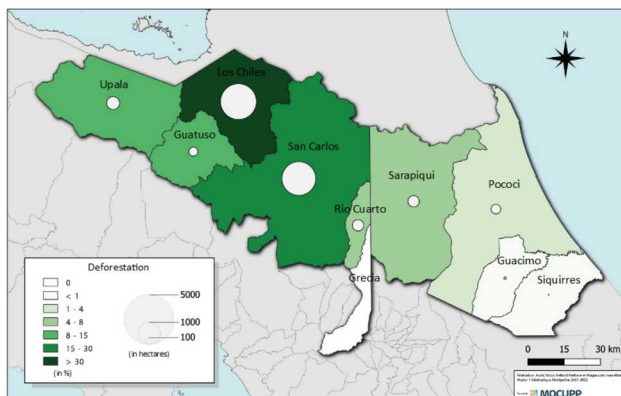 N
Los Chiles
Upala
Guatuso
San Carlos
Sarapiqui
Pococi
Rio Cuarto
Guacimo
Grecia
Siquirres
Deforestation
0
< 1
1 - 4
4 - 8
8 - 15
15 - 30
> 30
(in %)
5000
1000
100
(in hectares)
0 15 30 km
MOCUPP